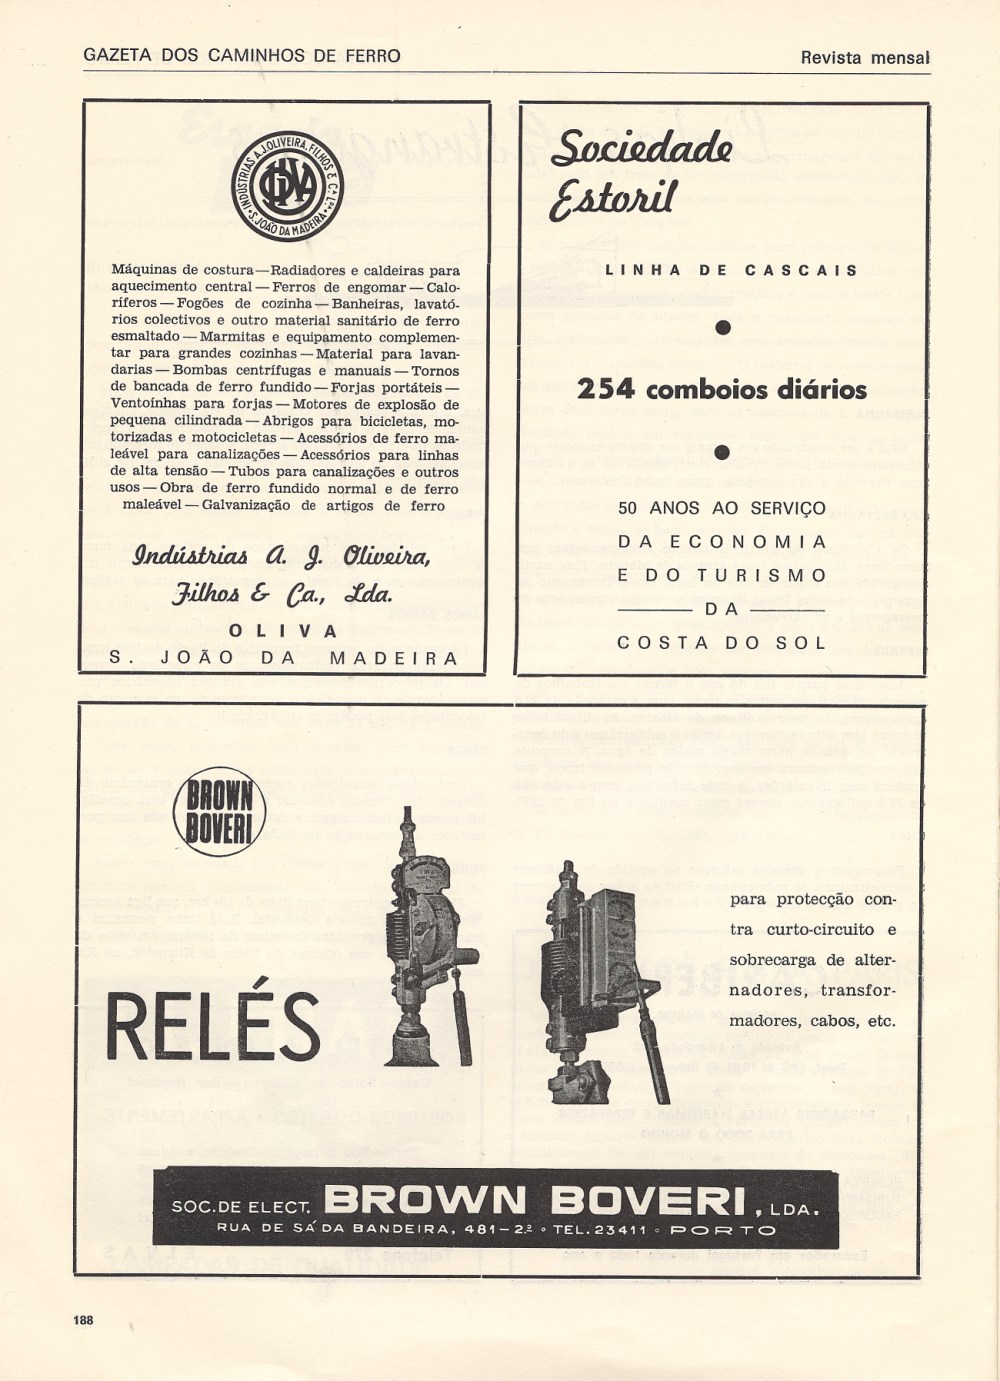 GAZETA DOS CAMINHOS DE FERRO
Revista mensal
INDÚSTRIAS A.J.OLIVEIRA, FILHOS & C.ª L.da
S. JOÃO DA MADEIRA
Máquinas de costura — Radiadores e caldeiras para
aquecimento central — Ferros de engomar — Calo-
ríferos — Fogões de cozinha — Banheiras, lavató-
rios colectivos e outro material sanitário de ferro
esmaltado — Marmitas e equipamento complemen-
tar para grandes cozinhas — Material para lavan-
darias — Bombas centrífugas e manuais — Tornos
de bancada de ferro fundido — Forjas portáteis —
Ventoínhas para forjas — Motores de explosão de
pequena cilindrada — Abrigos para bicicletas, mo-
torizadas e motocicletas — Acessórios de ferro ma-
leável para canalizações — Acessórios para linhas
de alta tensão — Tubos para canalizações e outros
usos — Obra de ferro fundido normal e de ferro
maleável — Galvanização de artigos de ferro
Indústrias A. J. Oliveira,
Filhos & Ca., Lda.
OLIVA
S. JOÃO DA MADEIRA
Sociedade
Estoril
LINHA DE CASCAIS
254 comboios diários
50 ANOS AO SERVIÇO
DA ECONOMIA
E DO TURISMO
DA
COSTA DO SOL
BROWN
BOVERI
RELÉS
para protecção con-
tra curto-circuito e
sobrecarga de alter-
nadores, transfor-
madores, cabos, etc.
SOC. DE ELECT. BROWN BOVERI, LDA.
RUA DE SÁ DA BANDEIRA, 481-2.º • TEL. 23411 • PORTO
188